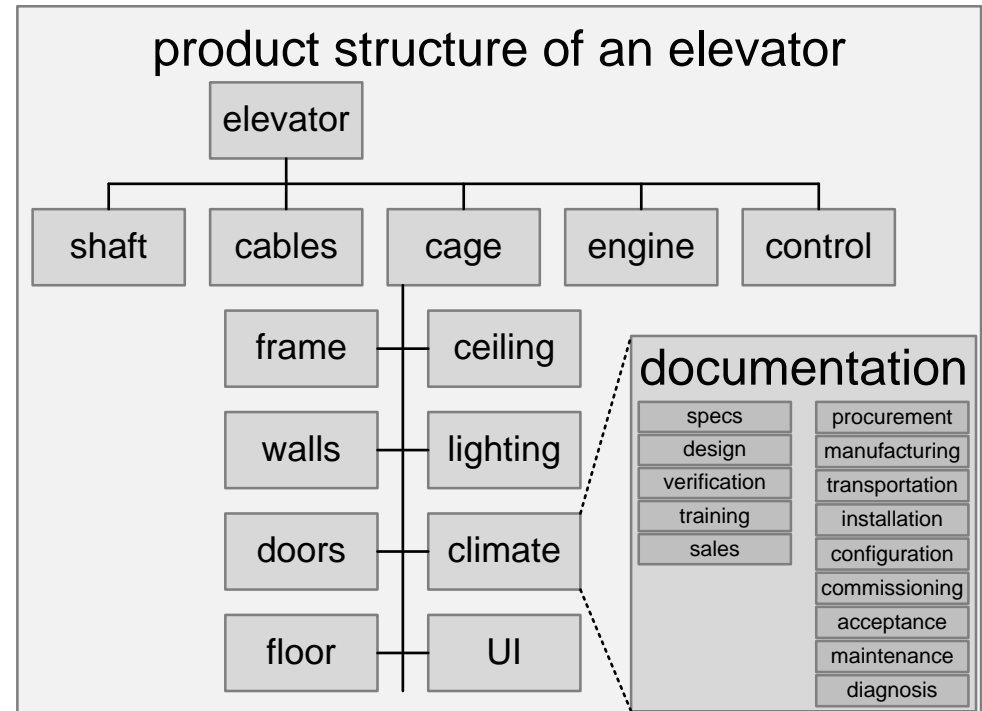 product structure of an elevator
elevator
shaft
cables
cage
engine
control
frame
ceiling
walls
lighting
doors
climate
floor
UI
documentation
specs
design
verification
training
sales
procurement
manufacturing
transportation
installation
configuration
commissioning
acceptance
maintenance
diagnosis